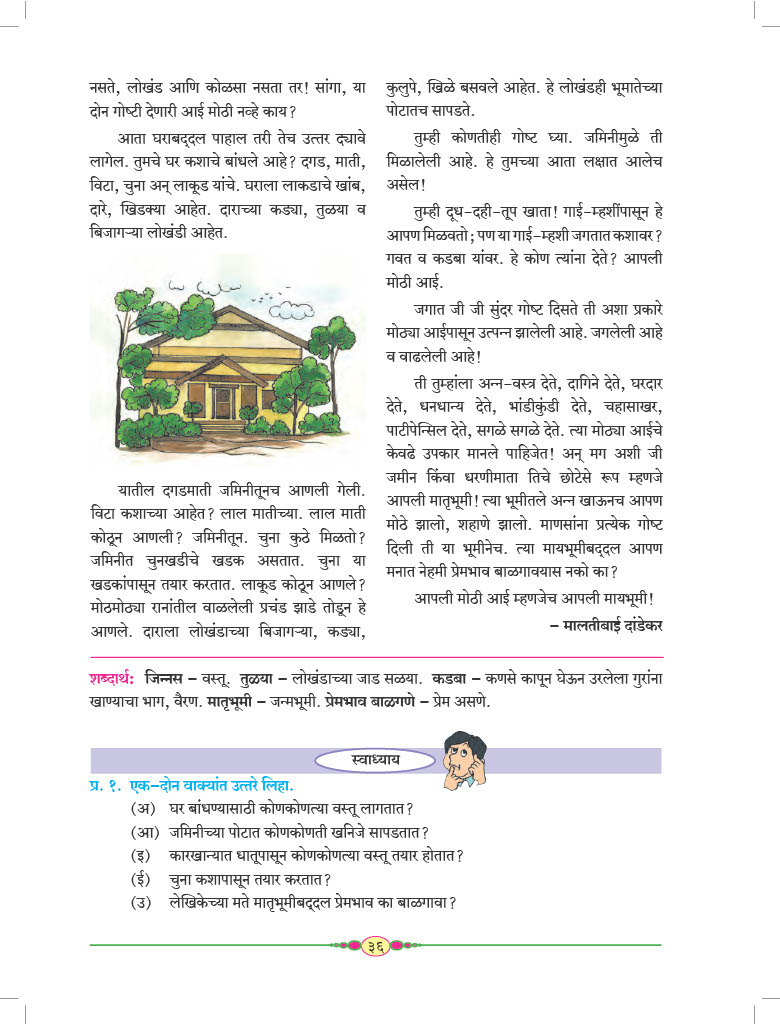 नसते, लोखंड आणि कोळसा नसता तर! सांगा, या
दोन गोष्टी देणारी आई मोठी नव्हे काय?
आता घराबद्दल पाहाल तरी तेच उत्तर द्यावे
लागेल. तुमचे घर कशाचे बांधले आहे? दगड, माती,
विटा, चुना अन् लाकूड यांचे. घराला लाकडाचे खांब,
दारे, खिडक्या आहेत. दाराच्या कड्या, तुळया व
बिजागऱ्या लोखंडी आहेत.
यातील दगडमाती जमिनीतूनच आणली गेली.
विटा कशाच्या आहेत? लाल मातीच्या. लाल माती
कोठून आणली? जमिनीतून. चुना कुठे मिळतो?
जमिनीत चुनखडीचे खडक असतात. चुना या
खडकांपासून तयार करतात. लाकूड कोठून आणले?
मोठमोठ्या रानांतील वाळलेली प्रचंड झाडे तोडून हे
आणले. दाराला लोखंडाच्या बिजागऱ्या, कड्या,
कुलुपे, खिळे बसवले आहेत. हे लोखंडही भूमातेच्या
पोटातच सापडते.
तुम्ही कोणतीही गोष्ट घ्या. जमिनीमुळे ती
मिळालेली आहे. हे तुमच्या आता लक्षात आलेच
असेल!
तुम्ही दूध-दही-तूप खाता! गाई-म्हशींपासून हे
आपण मिळवतो; पण या गाई-म्हशी जगतात कशावर?
गवत व कडबा यांवर. हे कोण त्यांना देते? आपली
मोठी आई.
जगात जी जी सुंदर गोष्ट दिसते ती अशा प्रकारे
मोठ्या आईपासून उत्पन्न झालेली आहे. जगलेली आहे
व वाढलेली आहे!
ती तुम्हांला अन्न-वस्त्र देते, दागिने देते, घरदार
देते, धनधान्य देते, भांडीकुंडी देते, चहासाखर,
पाटीपेन्सिल देते, सगळे सगळे देते. त्या मोठ्या आईचे
केवढे उपकार मानले पाहिजेत! अन् मग अशी जी
जमीन किंवा धरणीमाता तिचे छोटेसे रूप म्हणजे
आपली मातृभूमी! त्या भूमीतले अन्न खाऊनच आपण
मोठे झालो, शहाणे झालो. माणसांना प्रत्येक गोष्ट
दिली ती या भूमीनेच. त्या मायभूमीबद्दल आपण
मनात नेहमी प्रेमभाव बाळगावयास नको का?
आपली मोठी आई म्हणजेच आपली मायभूमी!
– मालतीबाई दांडेकर
शब्दार्थ: जिन्नस – वस्तू. तुळया – लोखंडाच्या जाड सळया. कडबा – कणसे कापून घेऊन उरलेला गुरांना
खाण्याचा भाग, वैरण. मातृभूमी – जन्मभूमी. प्रेमभाव बाळगणे – प्रेम असणे.
स्वाध्याय
प्र. १. एक-दोन वाक्यांत उत्तरे लिहा.
(अ) घर बांधण्यासाठी कोणकोणत्या वस्तू लागतात?
(आ) जमिनीच्या पोटात कोणकोणती खनिजे सापडतात?
(इ) कारखान्यात धातूपासून कोणकोणत्या वस्तू तयार होतात?
(ई) चुना कशापासून तयार करतात?
(उ) लेखिकेच्या मते मातृभूमीबद्दल प्रेमभाव का बाळगावा?
३६